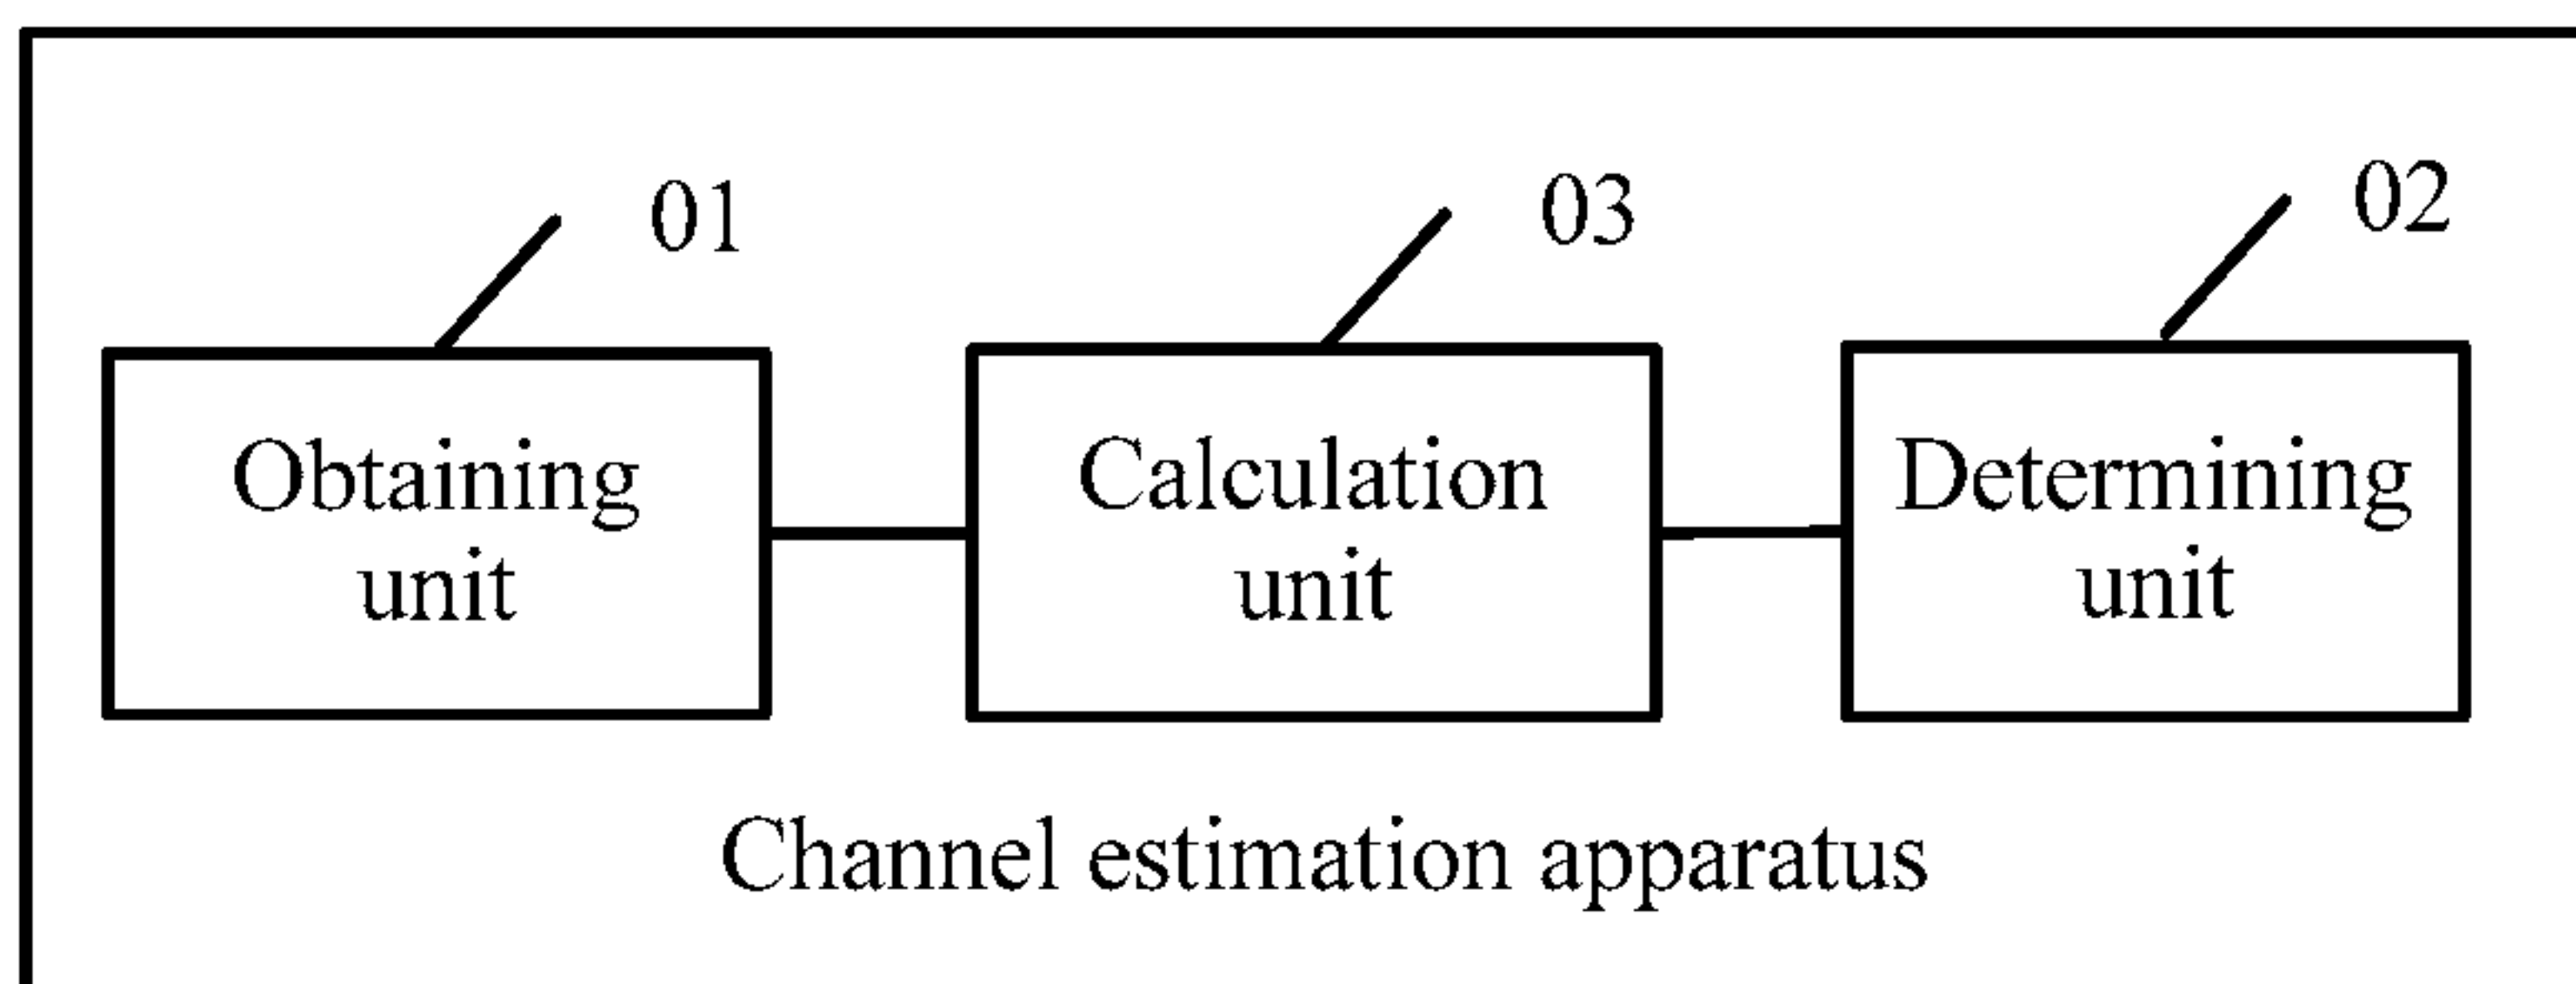 01
03
02
Obtaining
unit
Calculation
unit
Determining
unit
Channel estimation apparatus